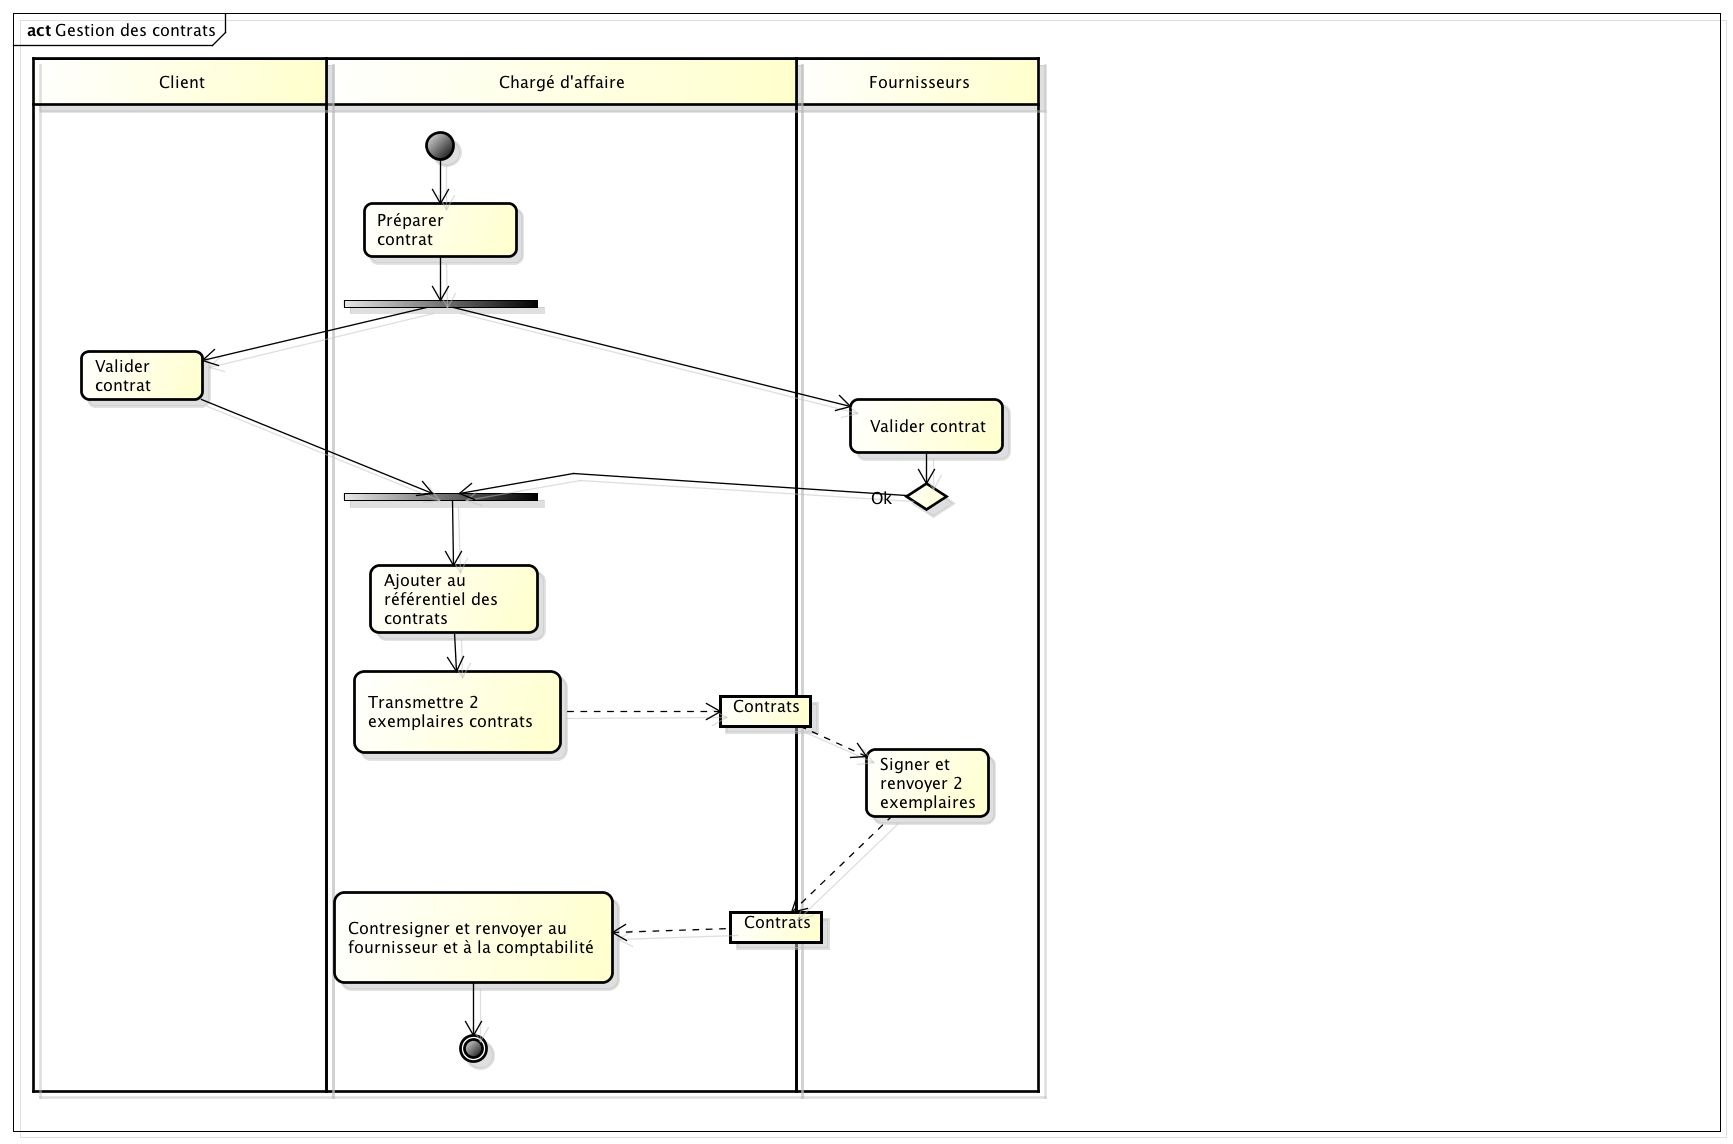 act Gestion des contrats
Client
Chargé d'affaire
Fournisseurs
Préparer
contrat
Valider
contrat
Valider contrat
Ok
Ajouter au
référentiel des
contrats
Transmettre 2
exemplaires contrats
Contrats
Signer et
renvoyer 2
exemplaires
Contrats
Contresigner et renvoyer au
fournisseur et à la comptabilité